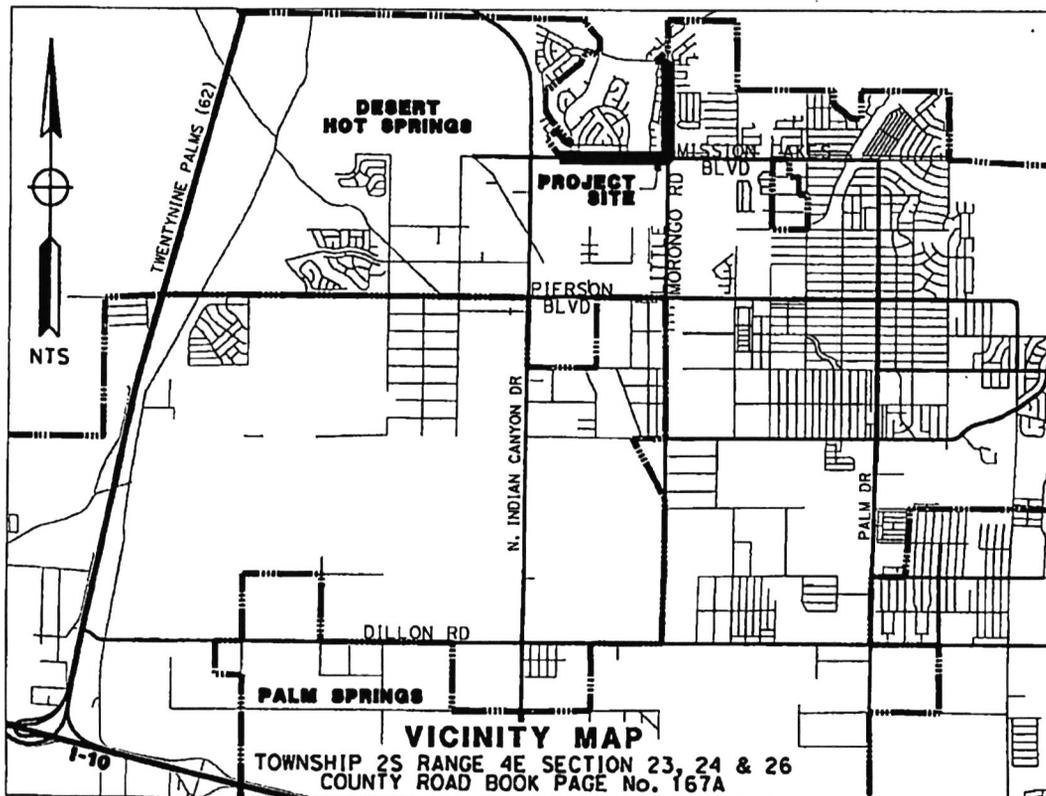 DESERT
HOT SPRINGS
TWENTYNINE PALMS (62)
MISSION LAKES
BLVD
PROJECT
SITE
LITTLE
MORONGO RD
PIERSON
BLVD
NTS
N. INDIAN CANYON DR
PALM DR
DILLON RD
PALM SPRINGS
I-10
VICINITY MAP
TOWNSHIP 2S RANGE 4E SECTION 23, 24 & 26
COUNTY ROAD BOOK PAGE No. 167A